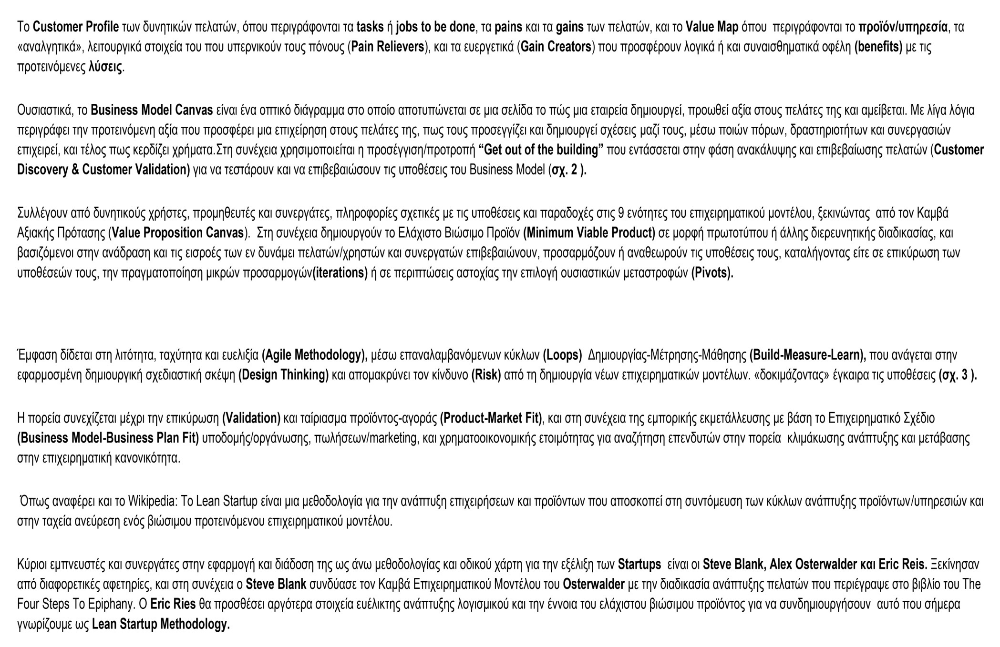 Το Customer Profile των δυνητικών πελατών, όπου περιγράφονται τα tasks ή jobs to be done, τα pains και τα gains των πελατών, και το Value Map όπου  περιγράφονται το προϊόν/υπηρεσία, τα
«αναλγητικά», λειτουργικά στοιχεία του που υπερνικούν τους πόνους (Pain Relievers), και τα ευεργετικά (Gain Creators) που προσφέρουν λογικά ή και συναισθηματικά οφέλη (benefits) με τις
προτεινόμενες λύσεις.
Ουσιαστικά, το Business Model Canvas είναι ένα οπτικό διάγραμμα στο οποίο αποτυπώνεται σε μια σελίδα το πώς μια εταιρεία δημιουργεί, προωθεί αξία στους πελάτες της και αμείβεται. Με λίγα λόγια
περιγράφει την προτεινόμενη αξία που προσφέρει μια επιχείρηση στους πελάτες της, πως τους προσεγγίζει και δημιουργεί σχέσεις μαζί τους, μέσω ποιών πόρων, δραστηριοτήτων και συνεργασιών
επιχειρεί, και τέλος πως κερδίζει χρήματα.Στη συνέχεια χρησιμοποιείται η προσέγγιση/προτροπή “Get out of the building” που εντάσσεται στην φάση ανακάλυψης και επιβεβαίωσης πελατών (Customer
Discovery & Customer Validation) για να τεστάρουν και να επιβεβαιώσουν τις υποθέσεις του Business Model (σχ. 2 ).
Συλλέγουν από δυνητικούς χρήστες, προμηθευτές και συνεργάτες, πληροφορίες σχετικές με τις υποθέσεις και παραδοχές στις 9 ενότητες του επιχειρηματικού μοντέλου, ξεκινώντας  από τον Καμβά
Αξιακής Πρότασης (Value Proposition Canvas).  Στη συνέχεια δημιουργούν το Ελάχιστο Βιώσιμο Προϊόν (Minimum Viable Product) σε μορφή πρωτοτύπου ή άλλης διερευνητικής διαδικασίας, και
βασιζόμενοι στην ανάδραση και τις εισροές των εν δυνάμει πελατών/χρηστών και συνεργατών επιβεβαιώνουν, προσαρμόζουν ή αναθεωρούν τις υποθέσεις τους, καταλήγοντας είτε σε επικύρωση των
υποθέσεών τους, την πραγματοποίηση μικρών προσαρμογών(iterations) ή σε περιπτώσεις αστοχίας την επιλογή ουσιαστικών μεταστροφών (Pivots).
Έμφαση δίδεται στη λιτότητα, ταχύτητα και ευελιξία (Agile Methodology), μέσω επαναλαμβανόμενων κύκλων (Loops)  Δημιουργίας-Μέτρησης-Μάθησης (Build-Measure-Learn), που ανάγεται στην
εφαρμοσμένη δημιουργική σχεδιαστική σκέψη (Design Thinking) και απομακρύνει τον κίνδυνο (Risk) από τη δημιουργία νέων επιχειρηματικών μοντέλων. «δοκιμάζοντας» έγκαιρα τις υποθέσεις (σχ. 3 ).
Η πορεία συνεχίζεται μέχρι την επικύρωση (Validation) και ταίριασμα προϊόντος-αγοράς (Product-Market Fit), και στη συνέχεια της εμπορικής εκμετάλλευσης με βάση το Επιχειρηματικό Σχέδιο
(Business Model-Business Plan Fit) υποδομής/οργάνωσης, πωλήσεων/marketing, και χρηματοοικονομικής ετοιμότητας για αναζήτηση επενδυτών στην πορεία  κλιμάκωσης ανάπτυξης και μετάβασης
στην επιχειρηματική κανονικότητα.
Όπως αναφέρει και το Wikipedia: Το Lean Startup είναι μια μεθοδολογία για την ανάπτυξη επιχειρήσεων και προϊόντων που αποσκοπεί στη συντόμευση των κύκλων ανάπτυξης προϊόντων/υπηρεσιών και
στην ταχεία ανεύρεση ενός βιώσιμου προτεινόμενου επιχειρηματικού μοντέλου.
Κύριοι εμπνευστές και συνεργάτες στην εφαρμογή και διάδοση της ως άνω μεθοδολογίας και οδικού χάρτη για την εξέλιξη των Startups  είναι οι Steve Blank, Alex Osterwalder και Eric Reis. Ξεκίνησαν
από διαφορετικές αφετηρίες, και στη συνέχεια ο Steve Blank συνδύασε τον Καμβά Επιχειρηματικού Μοντέλου του Osterwalder με την διαδικασία ανάπτυξης πελατών που περιέγραψε στο βιβλίο του The
Four Steps To Epiphany. Ο Eric Ries θα προσθέσει αργότερα στοιχεία ευέλικτης ανάπτυξης λογισμικού και την έννοια του ελάχιστου βιώσιμου προϊόντος για να συνδημιουργήσουν  αυτό που σήμερα
γνωρίζουμε ως Lean Startup Methodology.